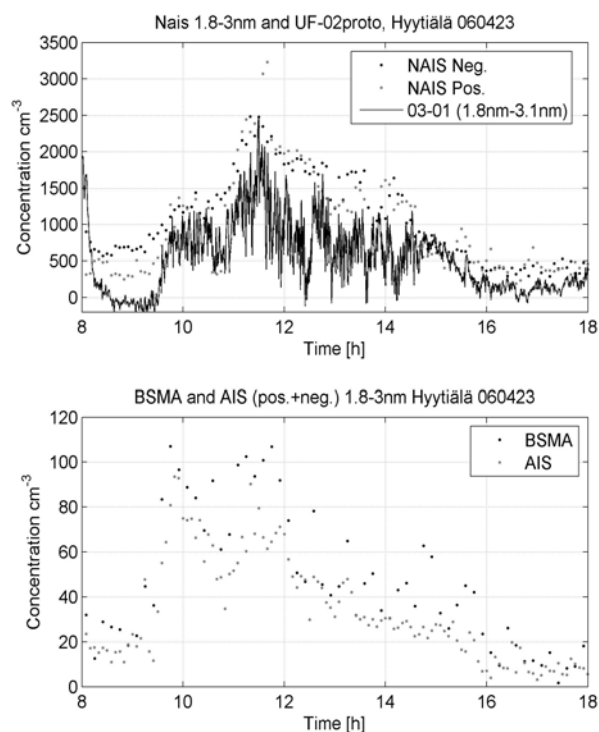 Nais 1.8-3nm and UF-02proto, Hyytiälä 060423
3500
3000
2500
2000
1500
1000
500
0
Concentration cm-3
NAIS Neg.
NAIS Pos.
03-01 (1.8nm-3.1nm)
8 10 12 14 16 18
Time [h]
BSMA and AIS (pos.+neg.) 1.8-3nm Hyytiälä 060423
120
100
80
60
40
20
0
Concentration cm-3
BSMA
AIS
8 10 12 14 16 18
Time [h]